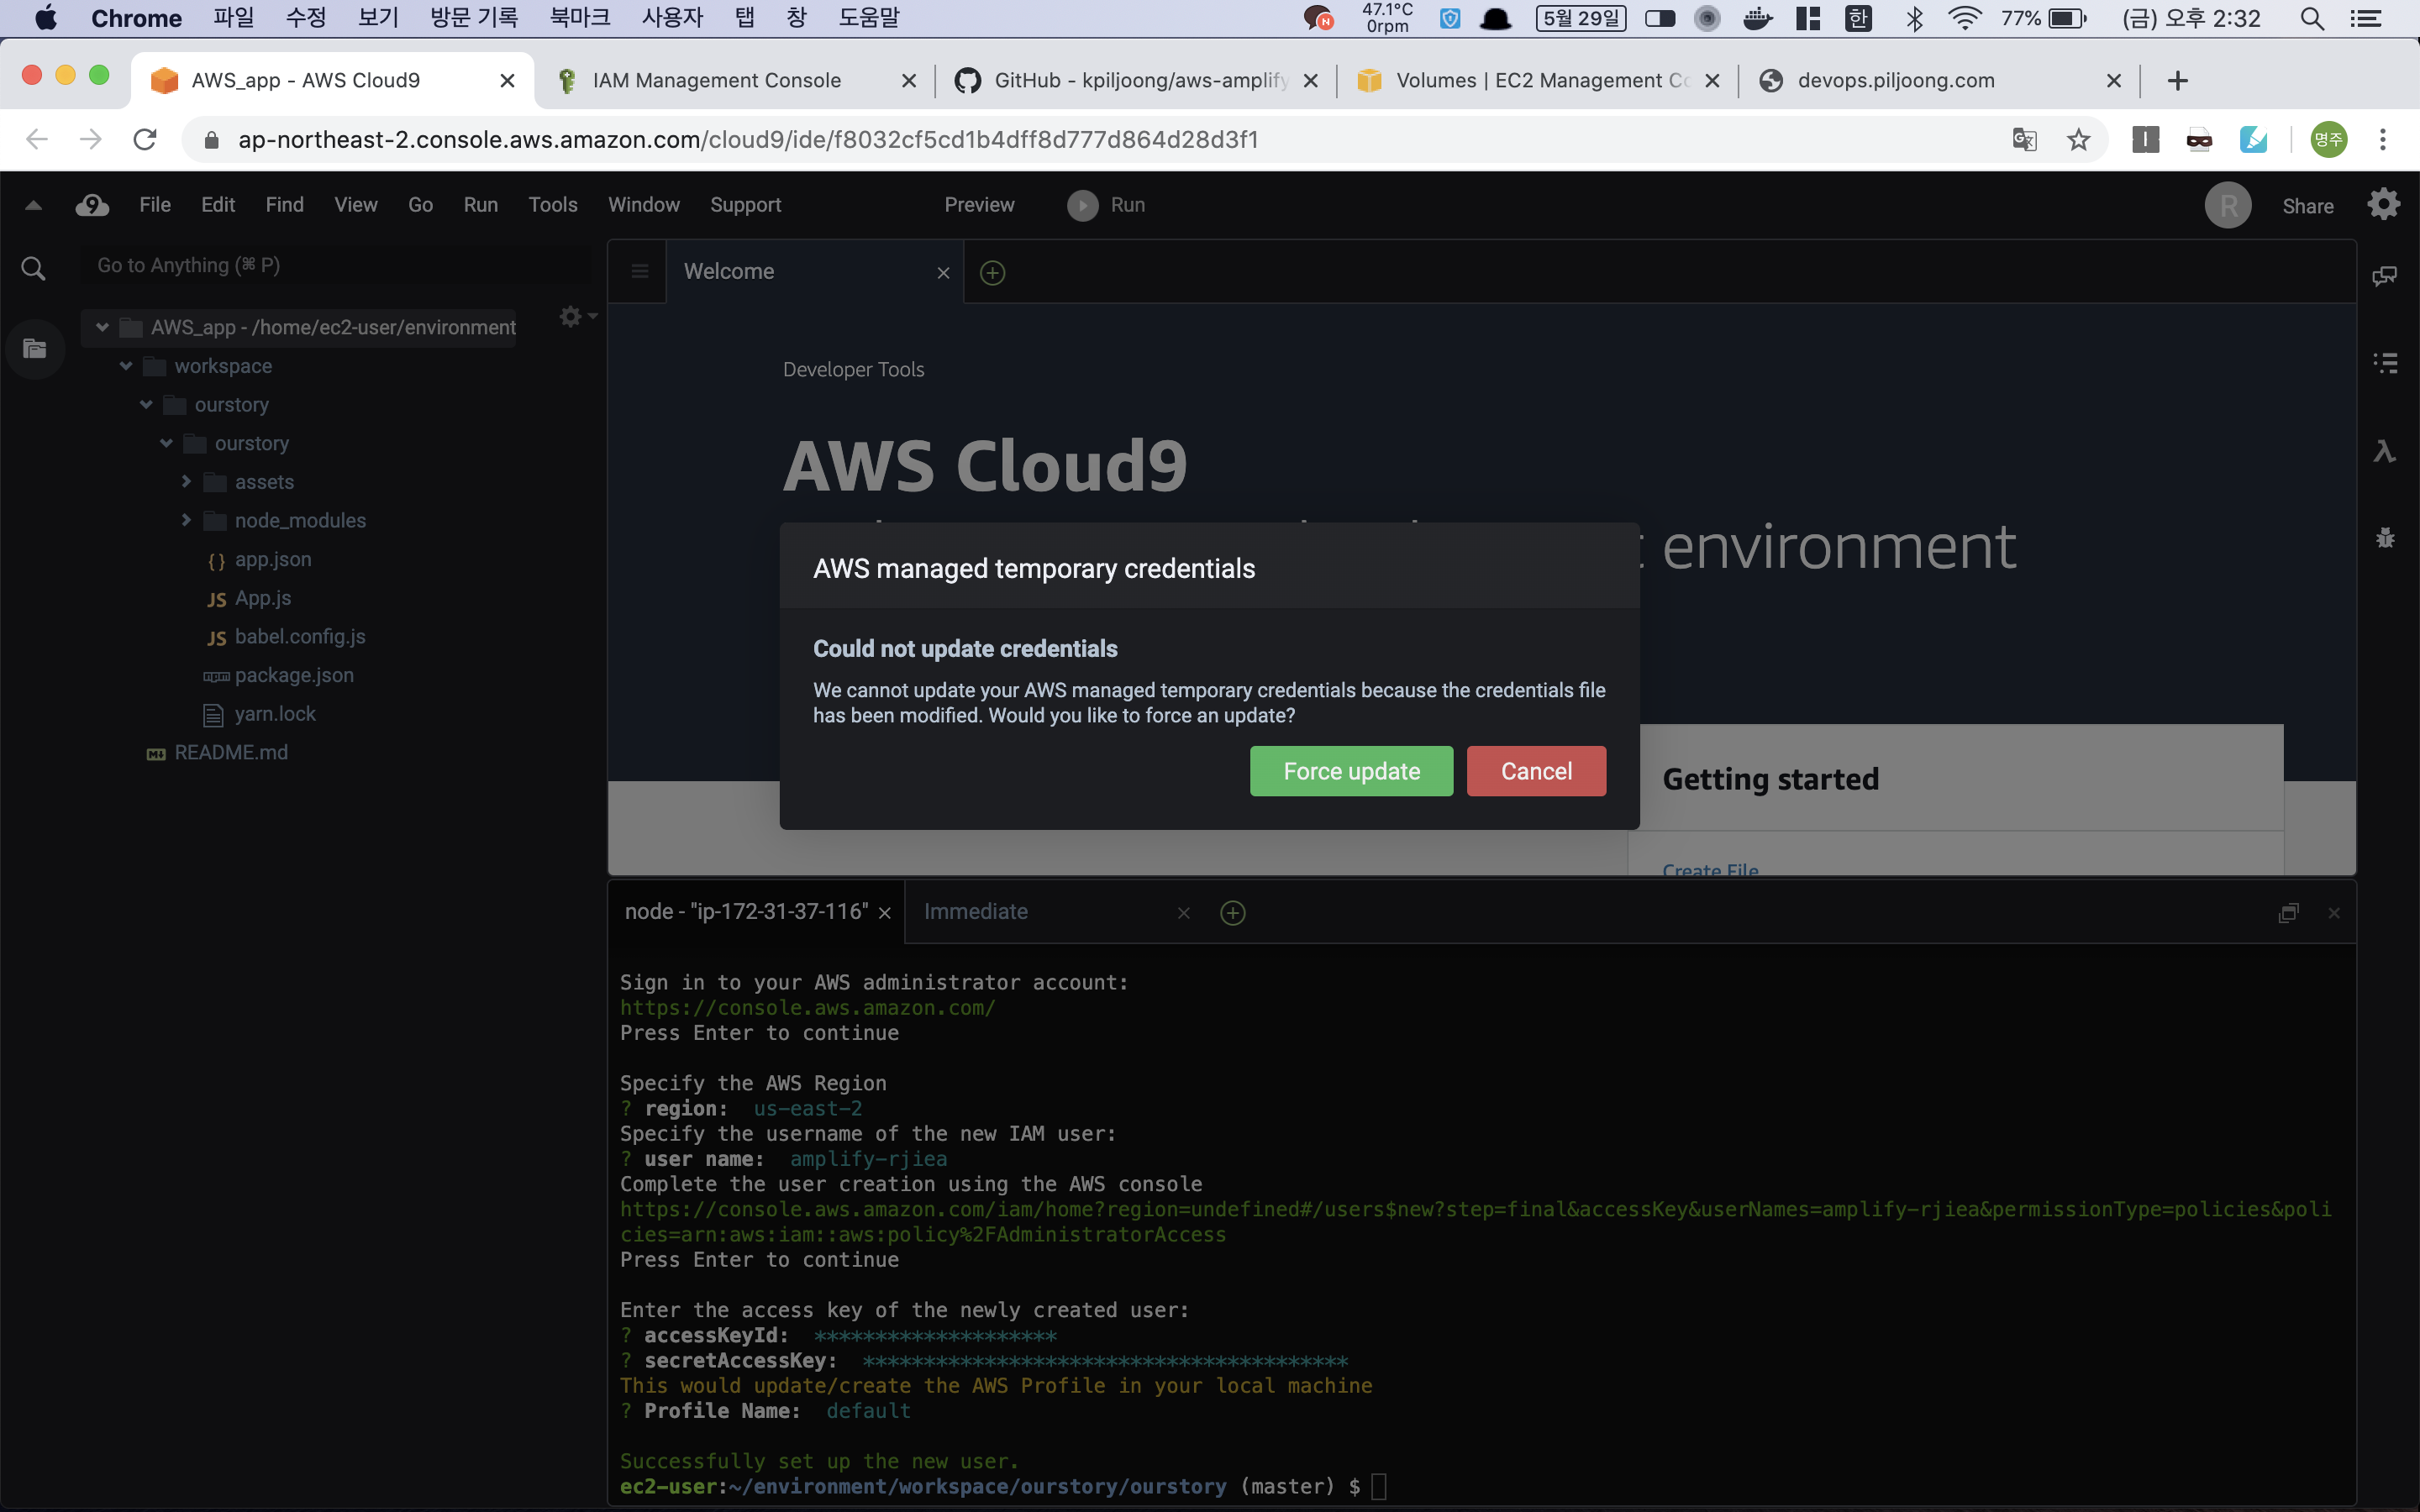 Chrome 파일 수정 보기 방문 기록 북마크 사용자 탭 창 도움말 N 47.1°C 0rpm 5월 29일 한 77% (금) 오후 2:32
AWS_app - AWS Cloud9 IAM Management Console GitHub - kpiljoong/aws-amplify Volumes | EC2 Management Co devops.piljoong.com
ap-northeast-2.console.aws.amazon.com/cloud9/ide/f8032cf5cd1b4dff8d777d864d28d3f1 명주
9 File Edit Find View Go Run Tools Window Support Preview Run R Share
Go to Anything (⌘ P)
Welcome
AWS_app - /home/ec2-user/environment
workspace
ourstory
ourstory
assets
node_modules
{} app.json
JS App.js
JS babel.config.js
package.json
yarn.lock
README.md
Developer Tools
AWS Cloud9
environment
AWS managed temporary credentials
Could not update credentials
We cannot update your AWS managed temporary credentials because the credentials file
has been modified. Would you like to force an update?
Force update Cancel
Getting started
Create File
node - "ip-172-31-37-116" Immediate
Sign in to your AWS administrator account:
https://console.aws.amazon.com/
Press Enter to continue
Specify the AWS Region
? region: us-east-2
Specify the username of the new IAM user:
? user name: amplify-rjiea
Complete the user creation using the AWS console
https://console.aws.amazon.com/iam/home?region=undefined#/users$new?step=final&accessKey&userNames=amplify-rjiea&permissionType=policies&poli
cies=arn:aws:iam::aws:policy%2FAdministratorAccess
Press Enter to continue
Enter the access key of the newly created user:
? accessKeyId: ********************
? secretAccessKey: ****************************************
This would update/create the AWS Profile in your local machine
? Profile Name: default
Successfully set up the new user.
ec2-user:~/environment/workspace/ourstory/ourstory (master) $